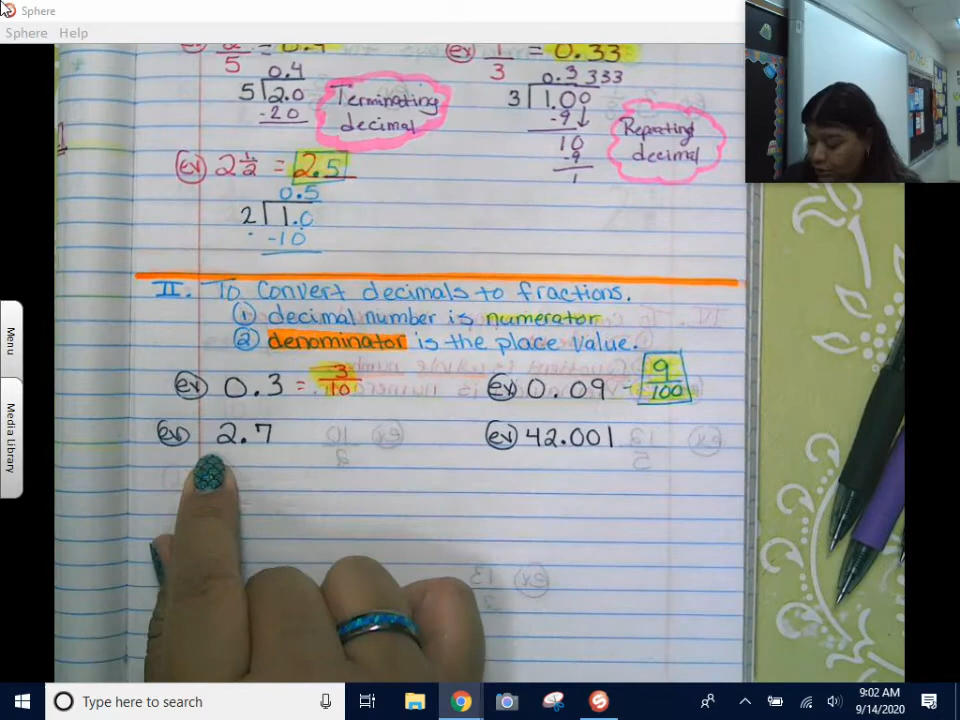 Sphere
Sphere Help
5 = 0.4
0.4
5 2.0
-20
Terminating
decimal
ex 1/3 = 0.33
0.3333
3 1.00
-9↓
10
-9
1
Repeating
decimal
ex 2 1/2 = 2.5
0.5
2 1.0
-10
II. To Convert decimals to fractions.
① decimal number is numerator
② denominator is the place value.
ex 0.3 = 3/10
ex 0.09 - 9/100
ex 2.7
ex 42.001
Menu
Media Library
Type here to search
9:02 AM
9/14/2020